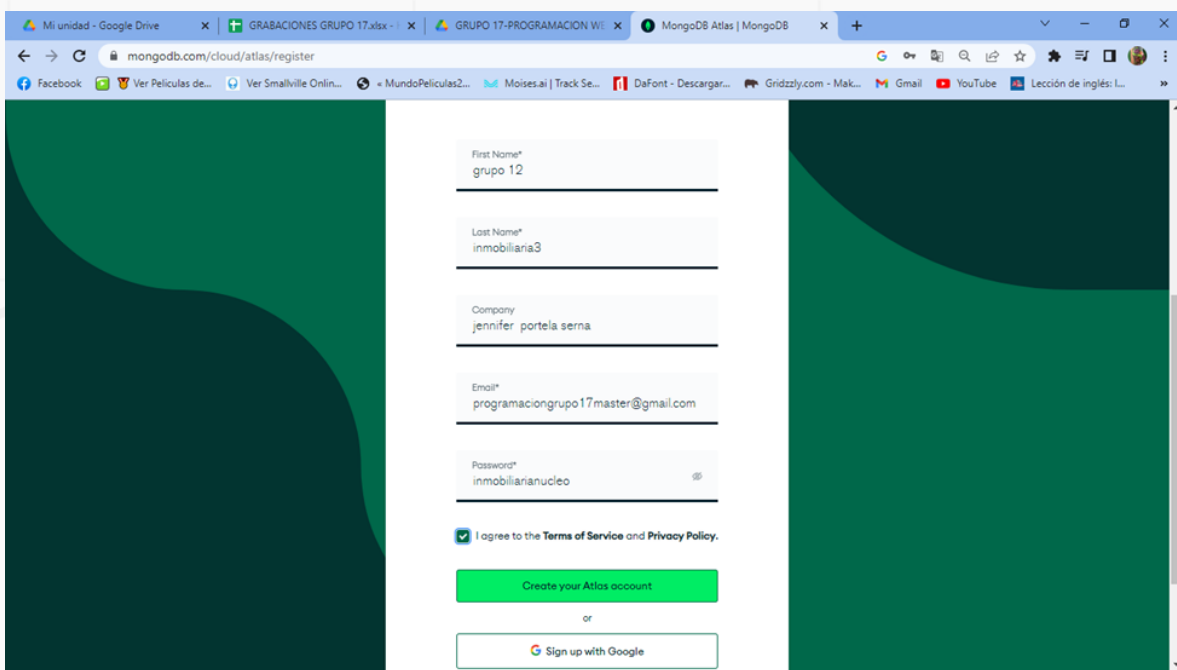 Mi unidad - Google Drive
GRABACIONES GRUPO 17.xlsx -
GRUPO 17-PROGRAMACION WE
MongoDB Atlas | MongoDB
mongodb.com/cloud/atlas/register
Facebook
Ver Peliculas de...
Ver Smallville Onlin...
« MundoPeliculas2...
Moises.ai | Track Se...
DaFont - Descargar...
Gridzzly.com - Mak...
Gmail
YouTube
Lección de inglés: I...
»
First Name*
grupo 12
Last Name*
inmobiliaria3
Company
jennifer portela serna
Email*
programaciongrupo17master@gmail.com
Password*
inmobiliarianucleo
I agree to the Terms of Service and Privacy Policy.
Create your Atlas account
or
Sign up with Google